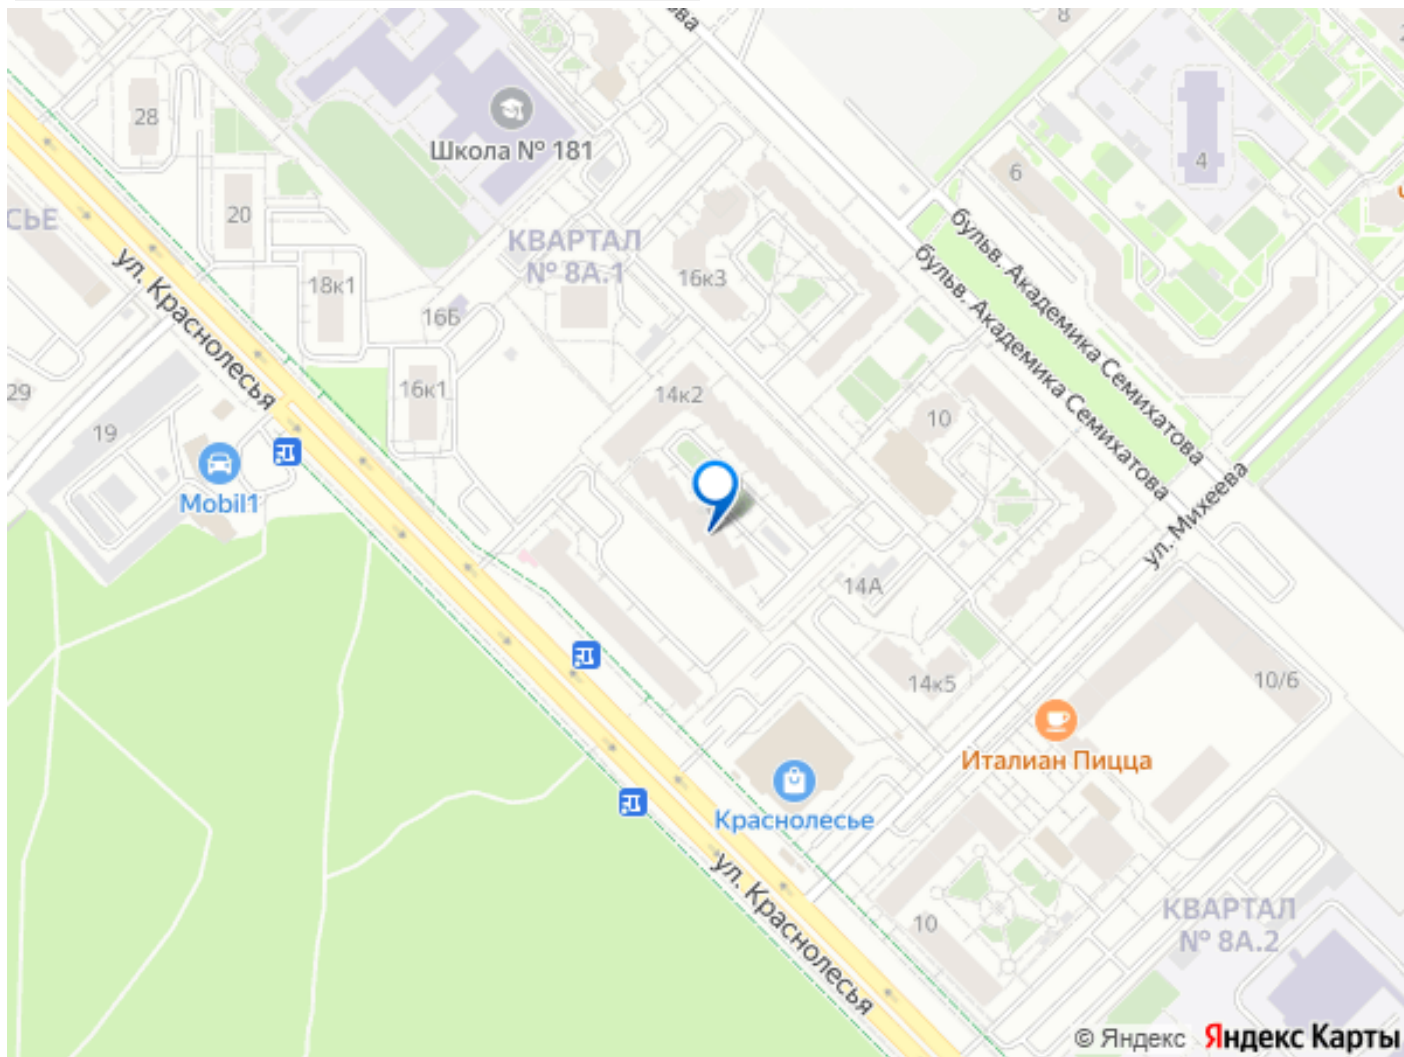 ова
8
28
Школа № 181
6
4
20
СЬЕ
КВАРТАЛ
№ 8А.1
бульв. Академика Семихатова
бульв. Академика Семихатова
ул. Краснолесья
18к1
16к3
16Б
29
16к1
14к2
10
19
Mobil1
ул. Михеева
14А
14к5
10/6
Италиан Пицца
Краснолесье
ул. Краснолесья
10
КВАРТАЛ
№ 8А.2
© Яндекс Яндекс Карты